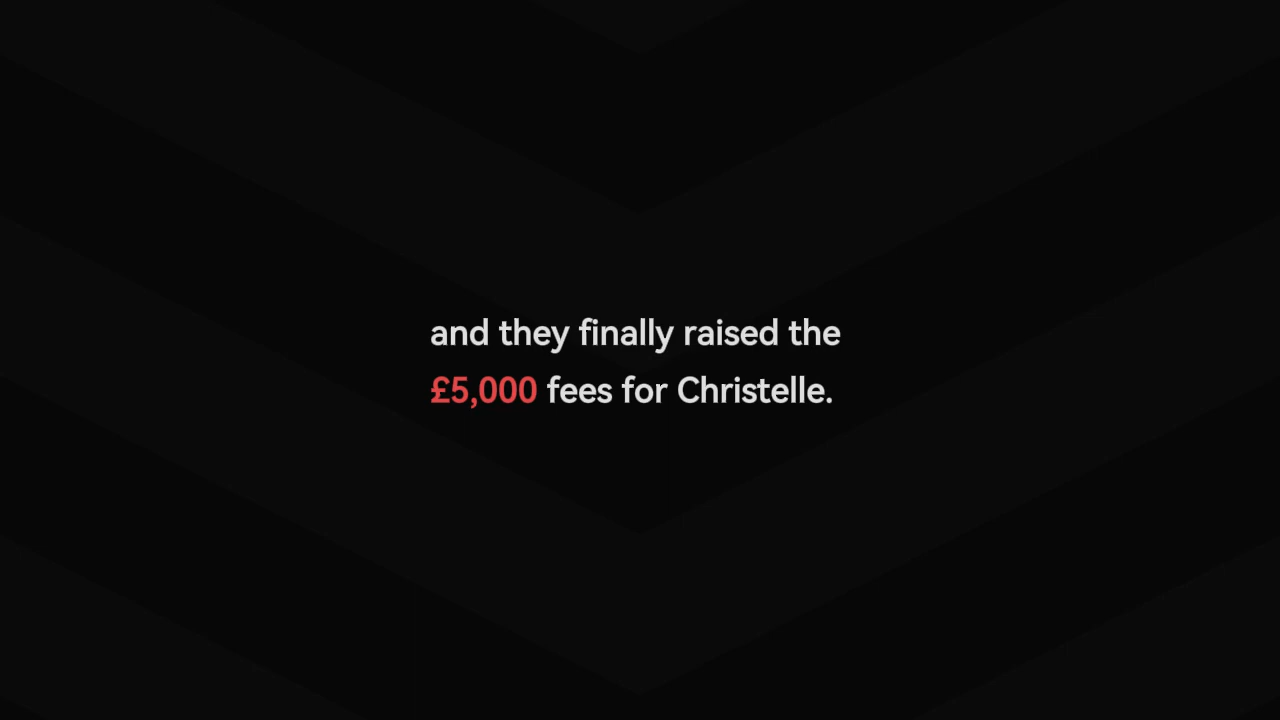 and they finally raised the
£5,000 fees for Christelle.